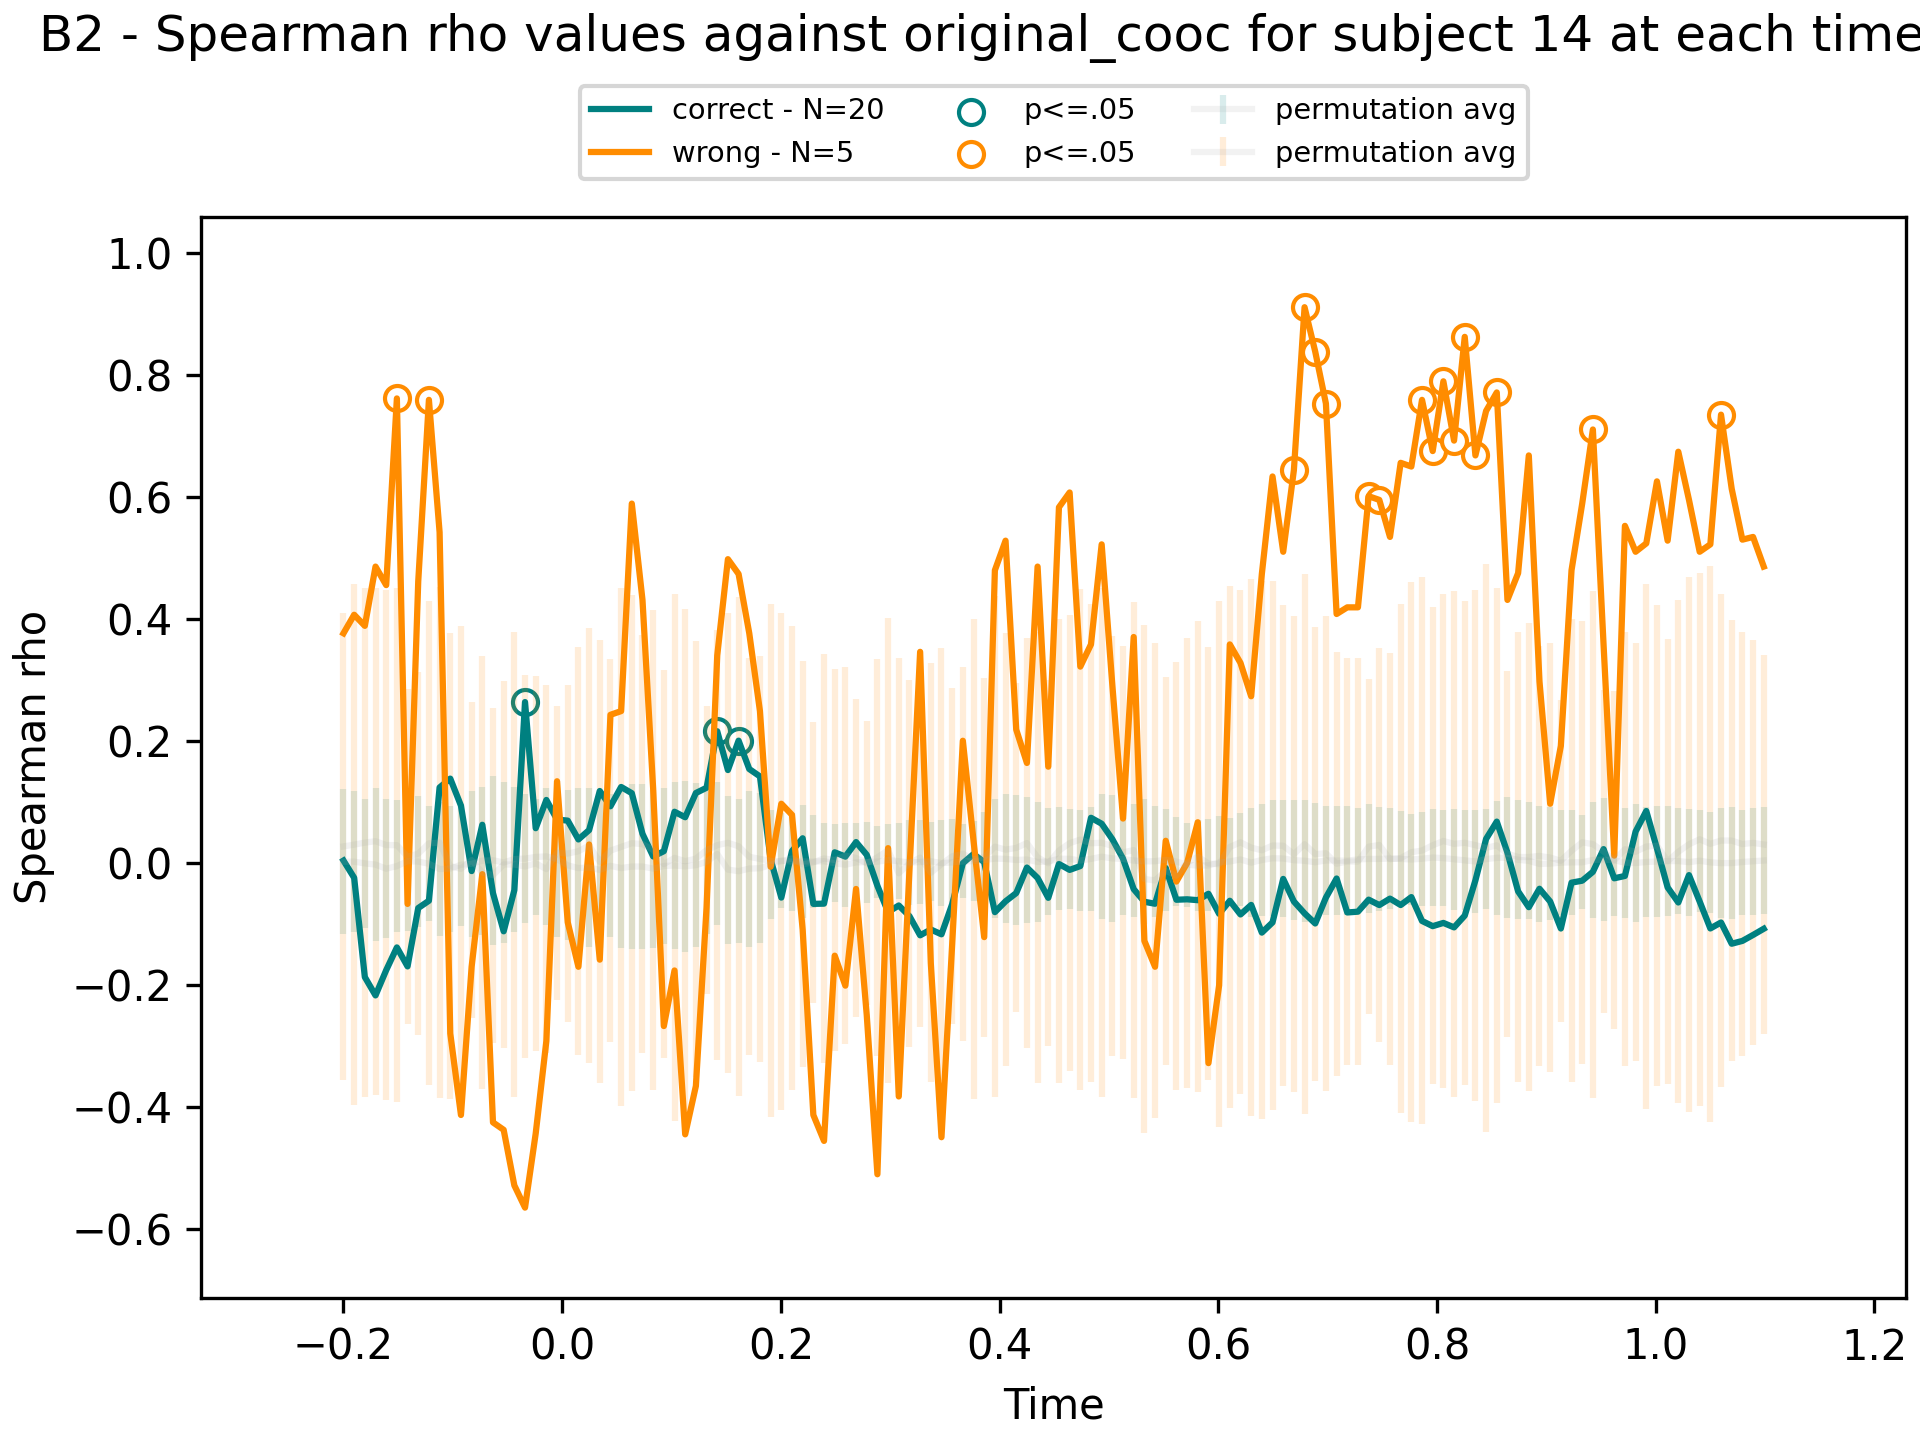 B2 - Spearman rho values against original_cooc for subject 14 at each time
correct - N=20
wrong - N=5
p<=.05
p<=.05
permutation avg
permutation avg
Spearman rho
1.0
0.8
0.6
0.4
0.2
0.0
−0.2
−0.4
−0.6
−0.2 0.0 0.2 0.4 0.6 0.8 1.0 1.2
Time